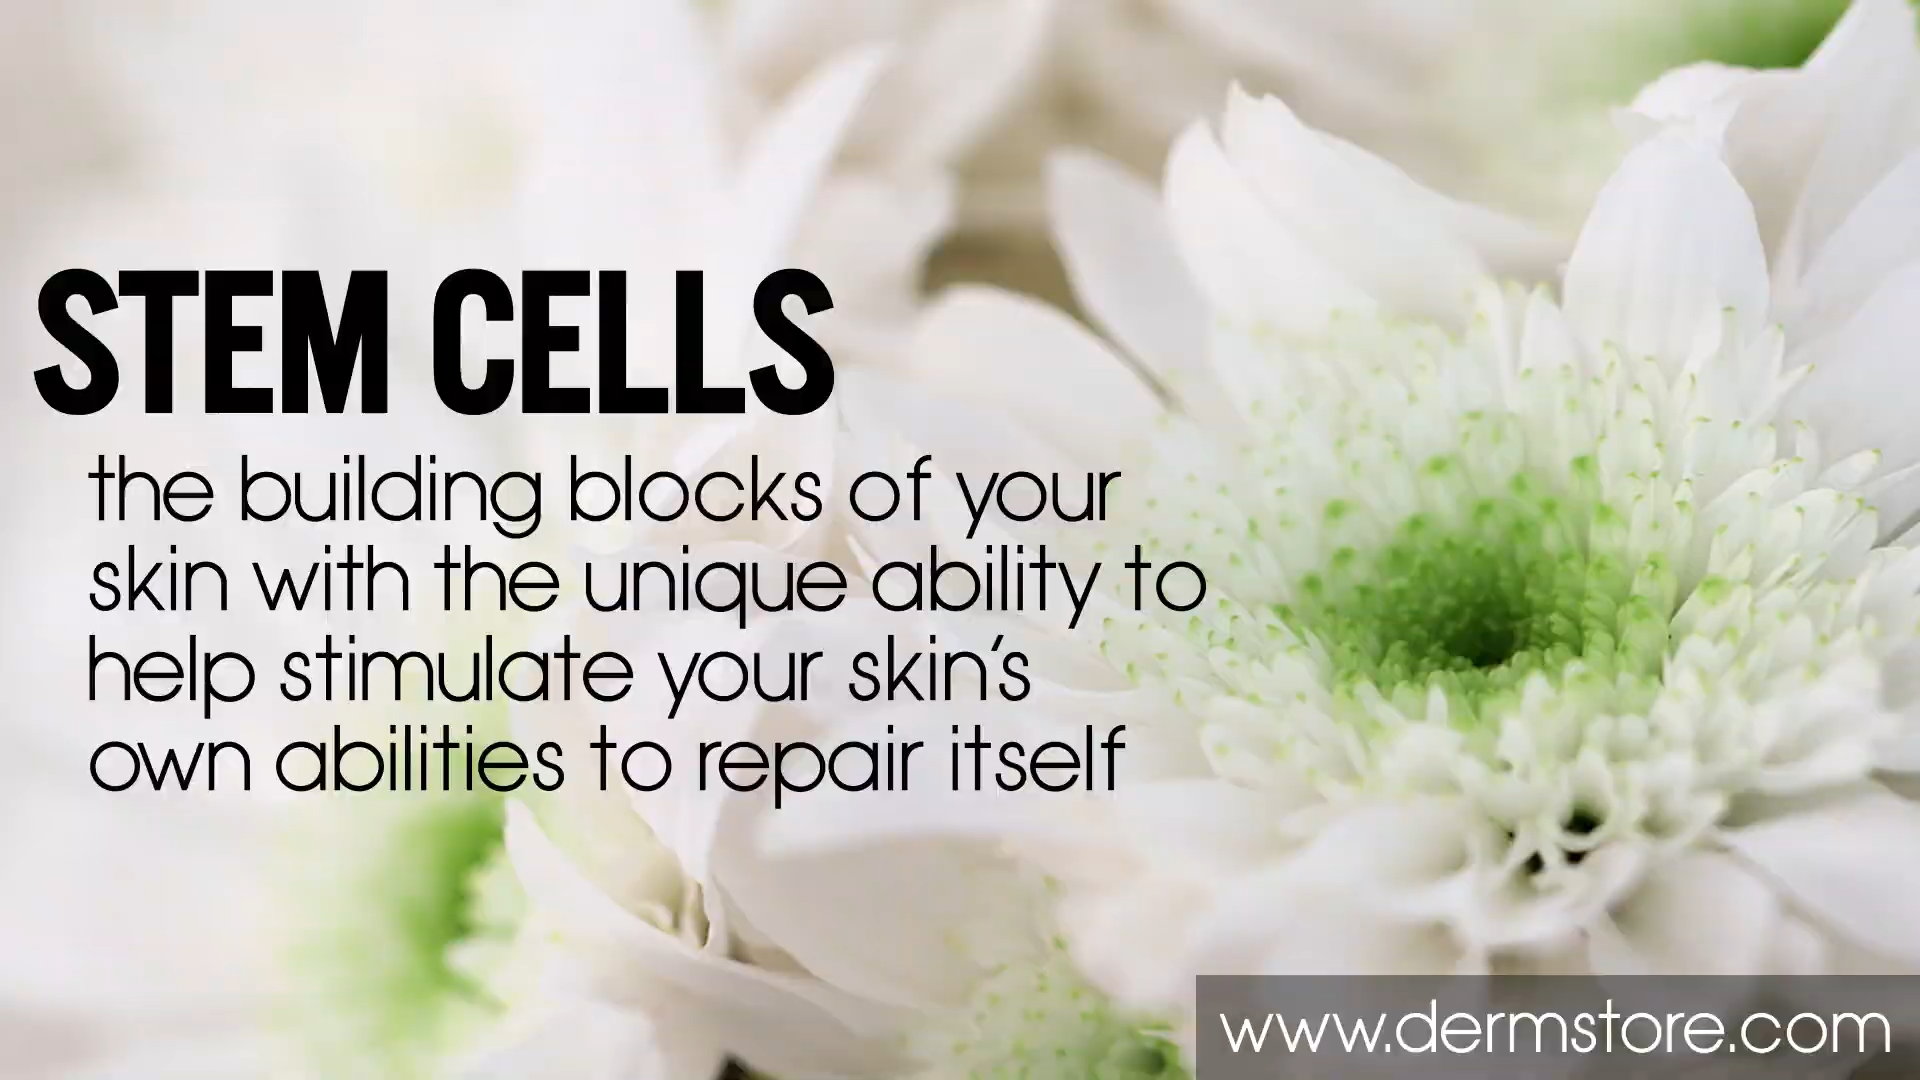 STEM CELLS
the building blocks of your
skin with the unique ability to
help stimulate your skin's
own abilities to repair itself
www.dermstore.com